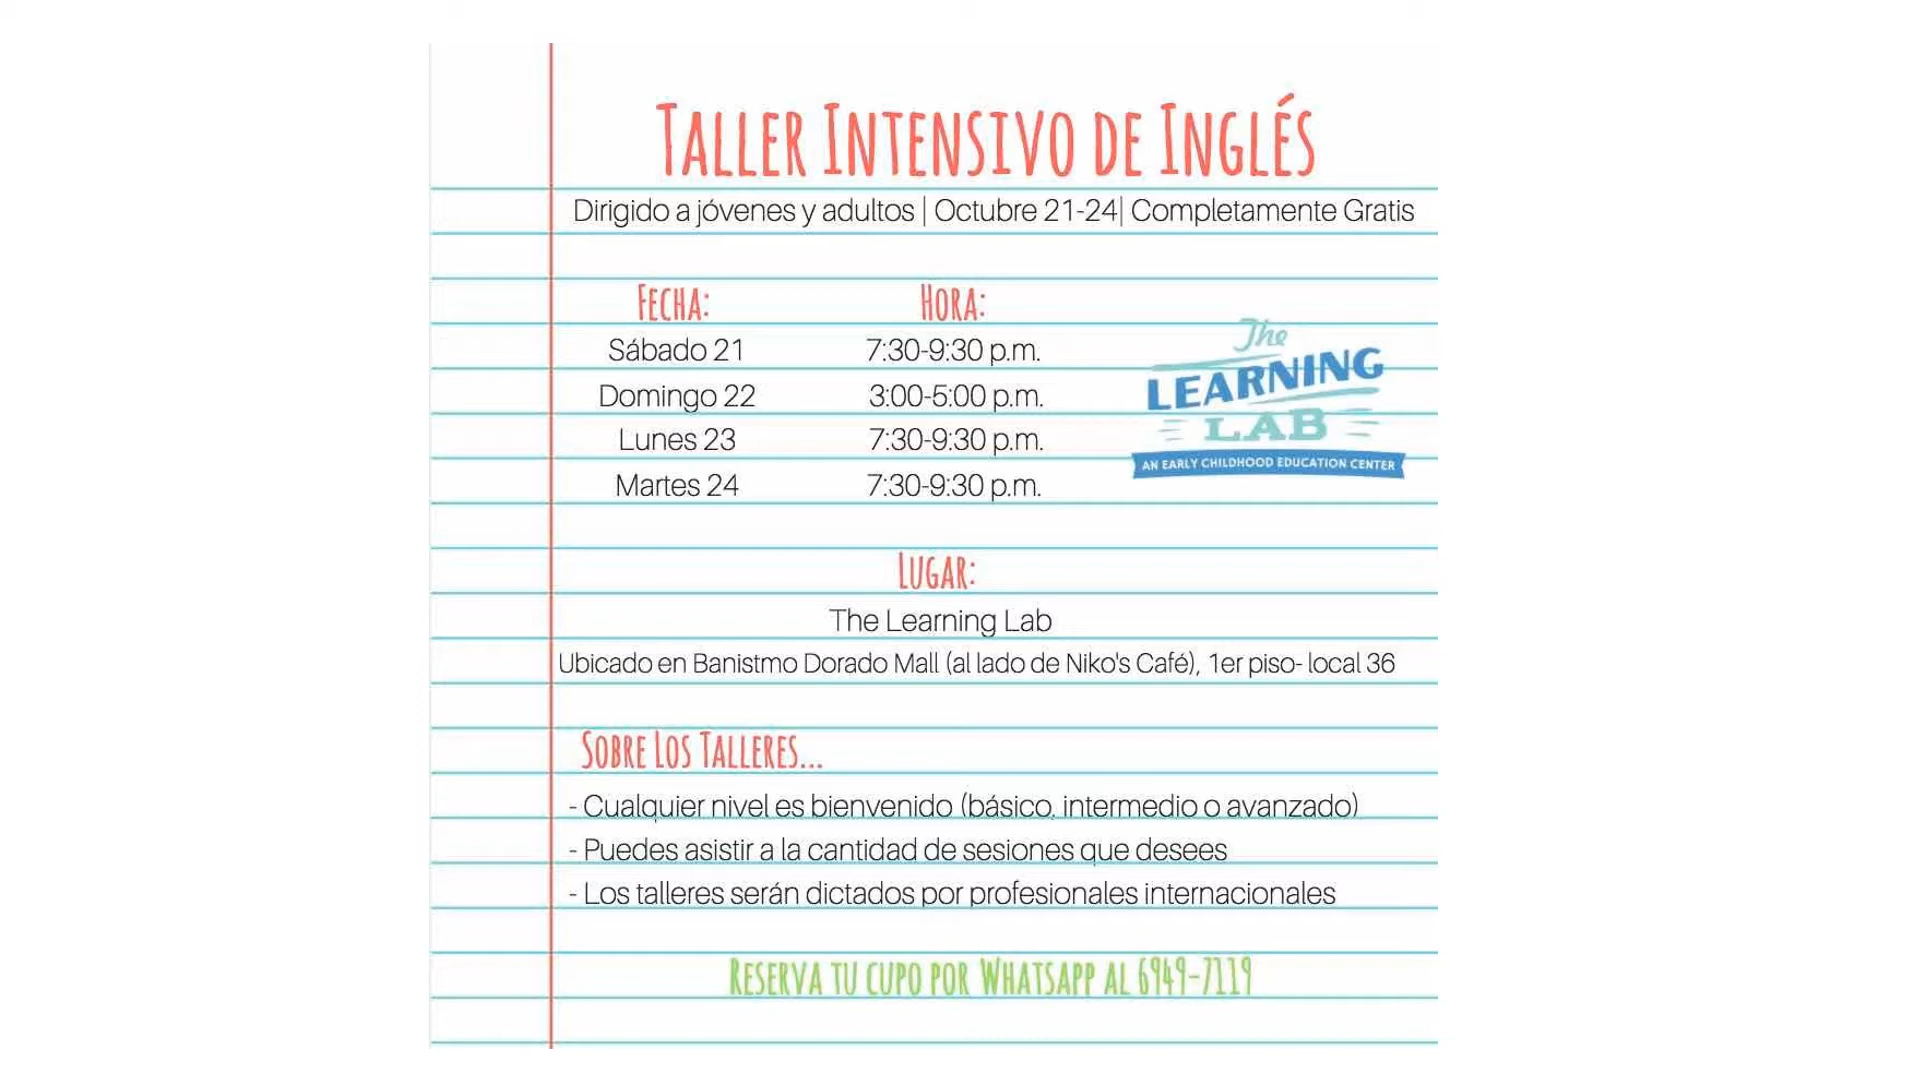 Taller Intensivo de Inglés
Dirigido a jóvenes y adultos | Octubre 21-24| Completamente Gratis
Fecha: Hora:
Sábado 21 7:30-9:30 p.m.
Domingo 22 3:00-5:00 p.m.
Lunes 23 7:30-9:30 p.m.
Martes 24 7:30-9:30 p.m.
The
LEARNING
LAB
AN EARLY CHILDHOOD EDUCATION CENTER
Lugar:
The Learning Lab
Ubicado en Banistmo Dorado Mall (al lado de Niko's Café), 1er piso- local 36
Sobre Los Talleres...
- Cualquier nivel es bienvenido (básico, intermedio o avanzado)
- Puedes asistir a la cantidad de sesiones que desees
- Los talleres serán dictados por profesionales internacionales
Reserva tu cupo por Whatsapp al 6949-7119